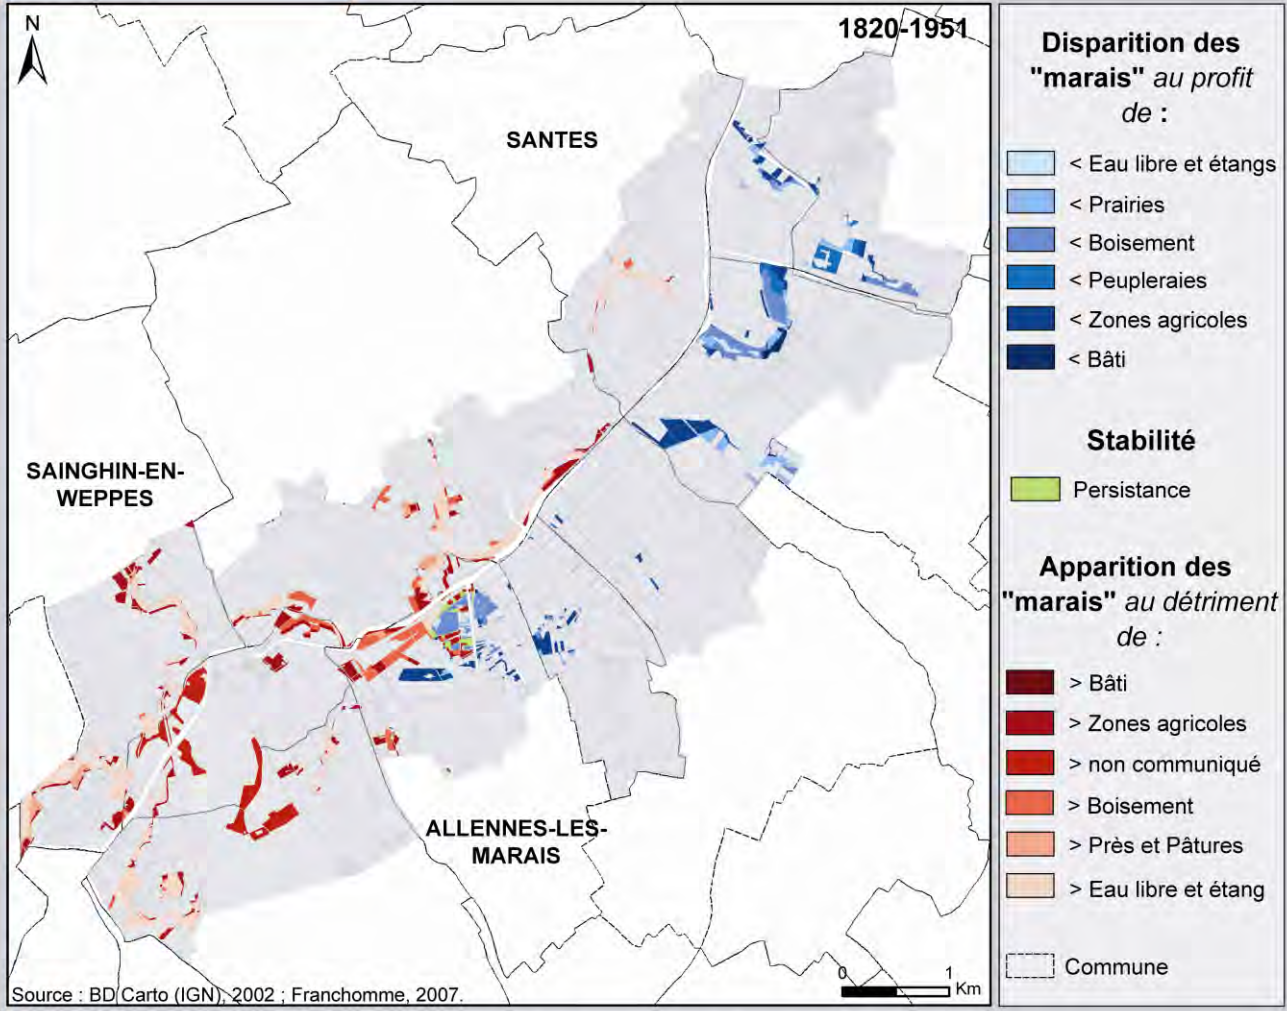 N
1820-1951
SANTES
SAINGHIN-EN-
WEPPES
ALLENNES-LES-
MARAIS
0 1
Km
Source : BD Carto (IGN), 2002 ; Franchomme, 2007.
Disparition des
"marais" au profit
de :
< Eau libre et étangs
< Prairies
< Boisement
< Peupleraies
< Zones agricoles
< Bâti
Stabilité
Persistance
Apparition des
"marais" au détriment
de :
> Bâti
> Zones agricoles
> non communiqué
> Boisement
> Près et Pâtures
> Eau libre et étang
Commune